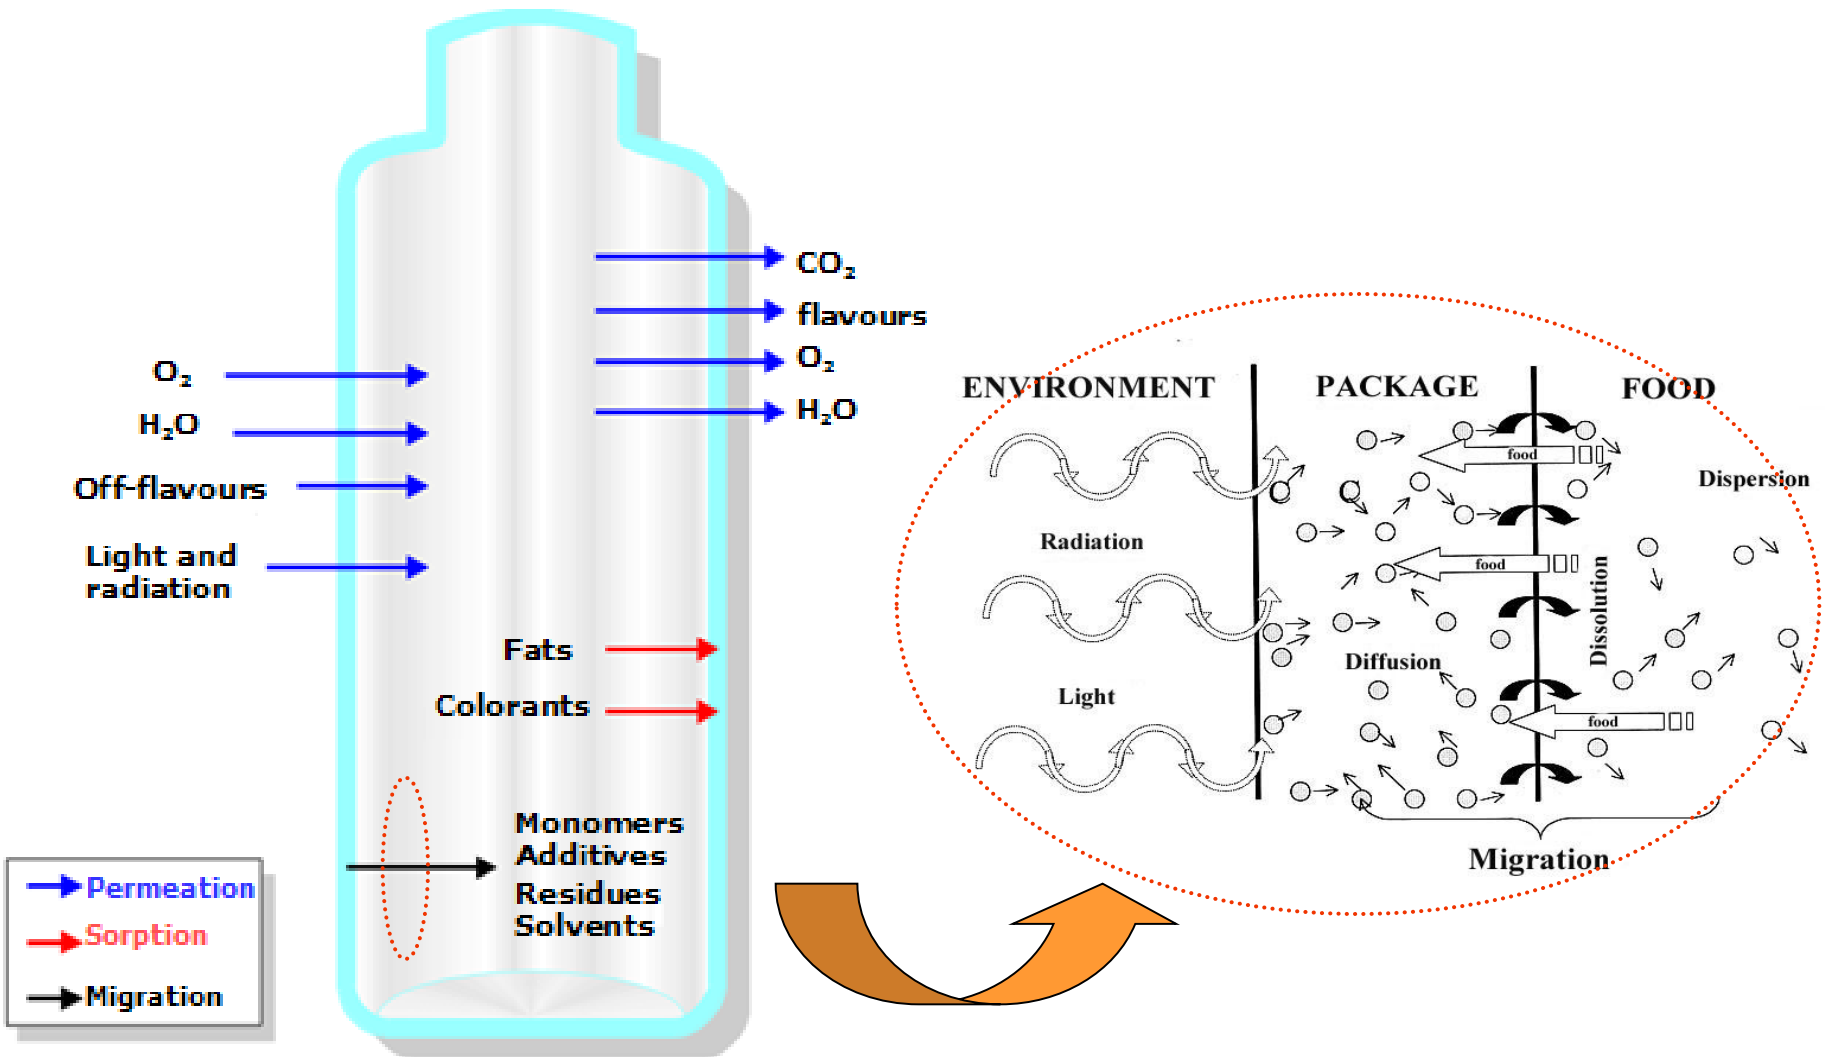 CO₂
flavours
O₂
H₂O
O₂
H₂O
Off-flavours
Light and
radiation
Fats
Colorants
Monomers
Additives
Residues
Solvents
Permeation
Sorption
Migration
ENVIRONMENT
PACKAGE
FOOD
food
Dispersion
Radiation
food
Dissolution
Diffusion
Light
food
Migration